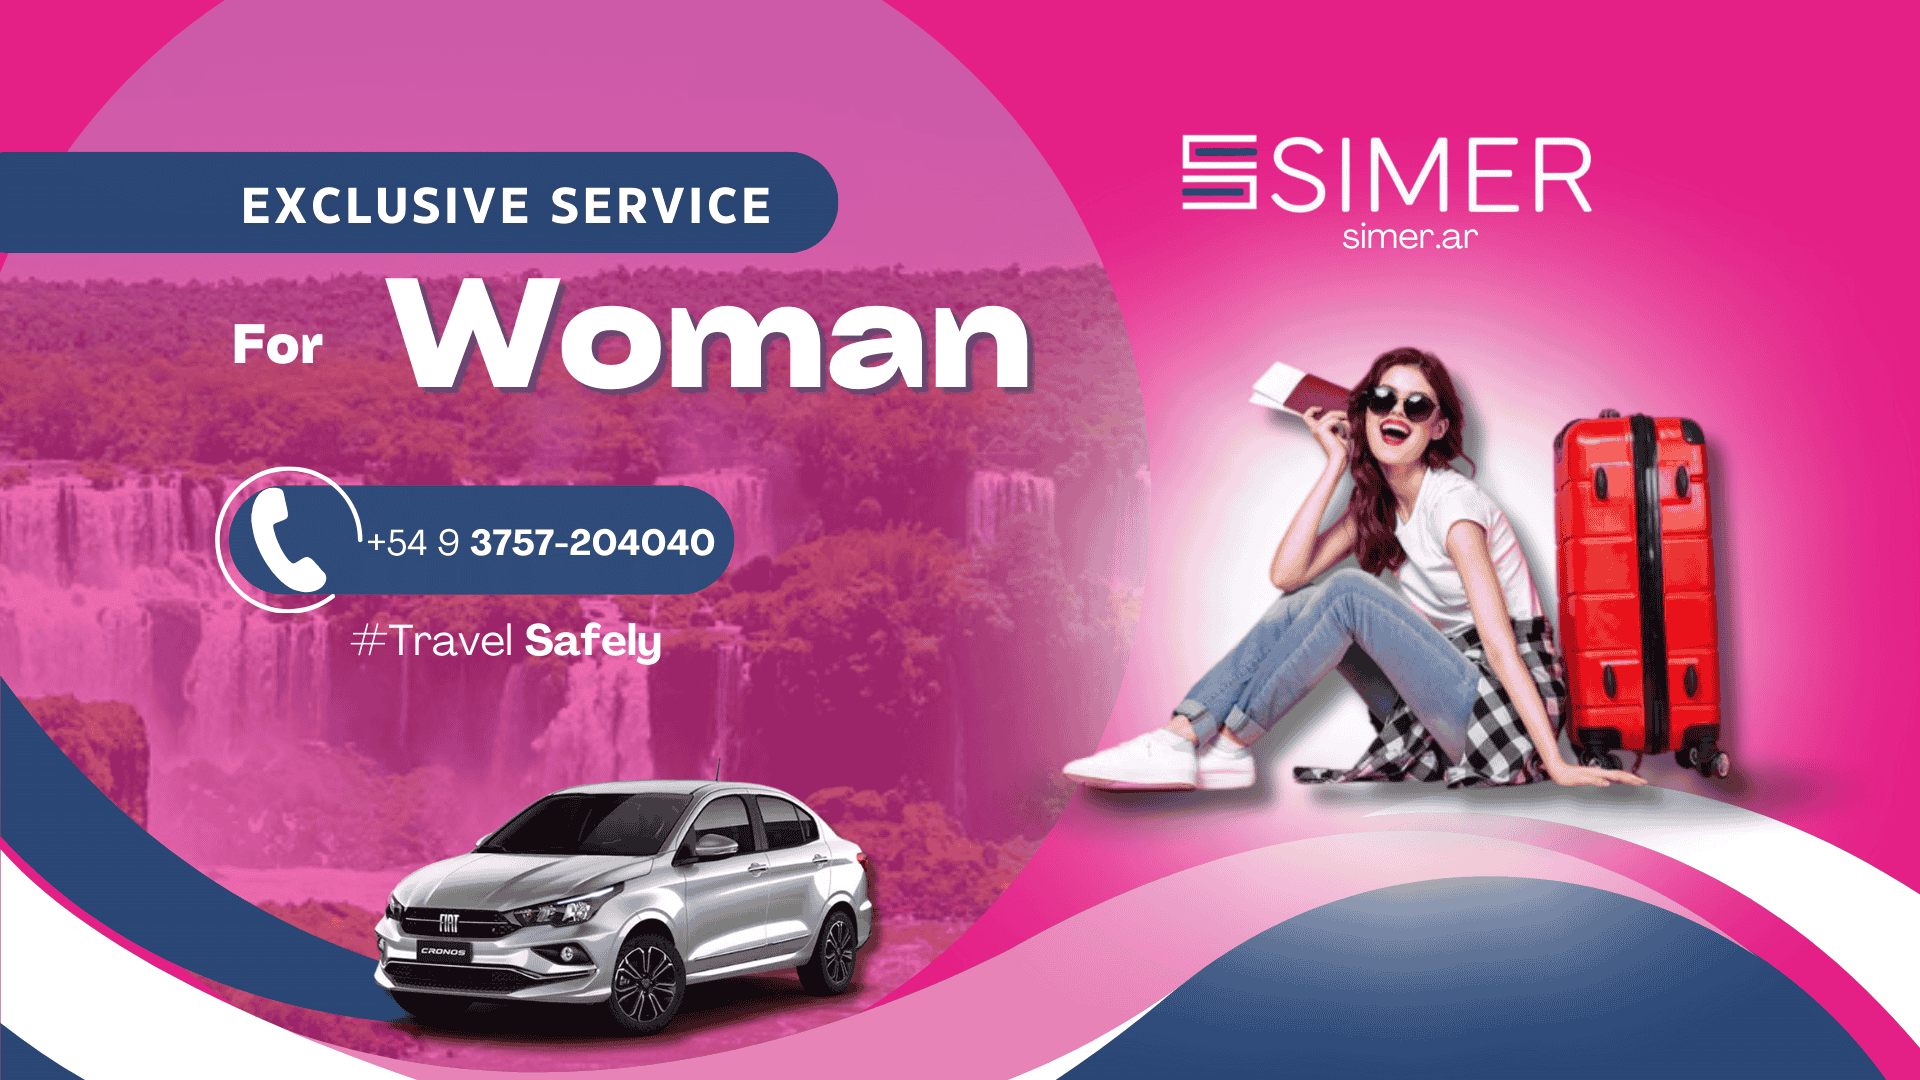 EXCLUSIVE SERVICE
For Woman
+54 9 3757-204040
#Travel Safely
SIMER
simer.ar
FIAT
CRONOS